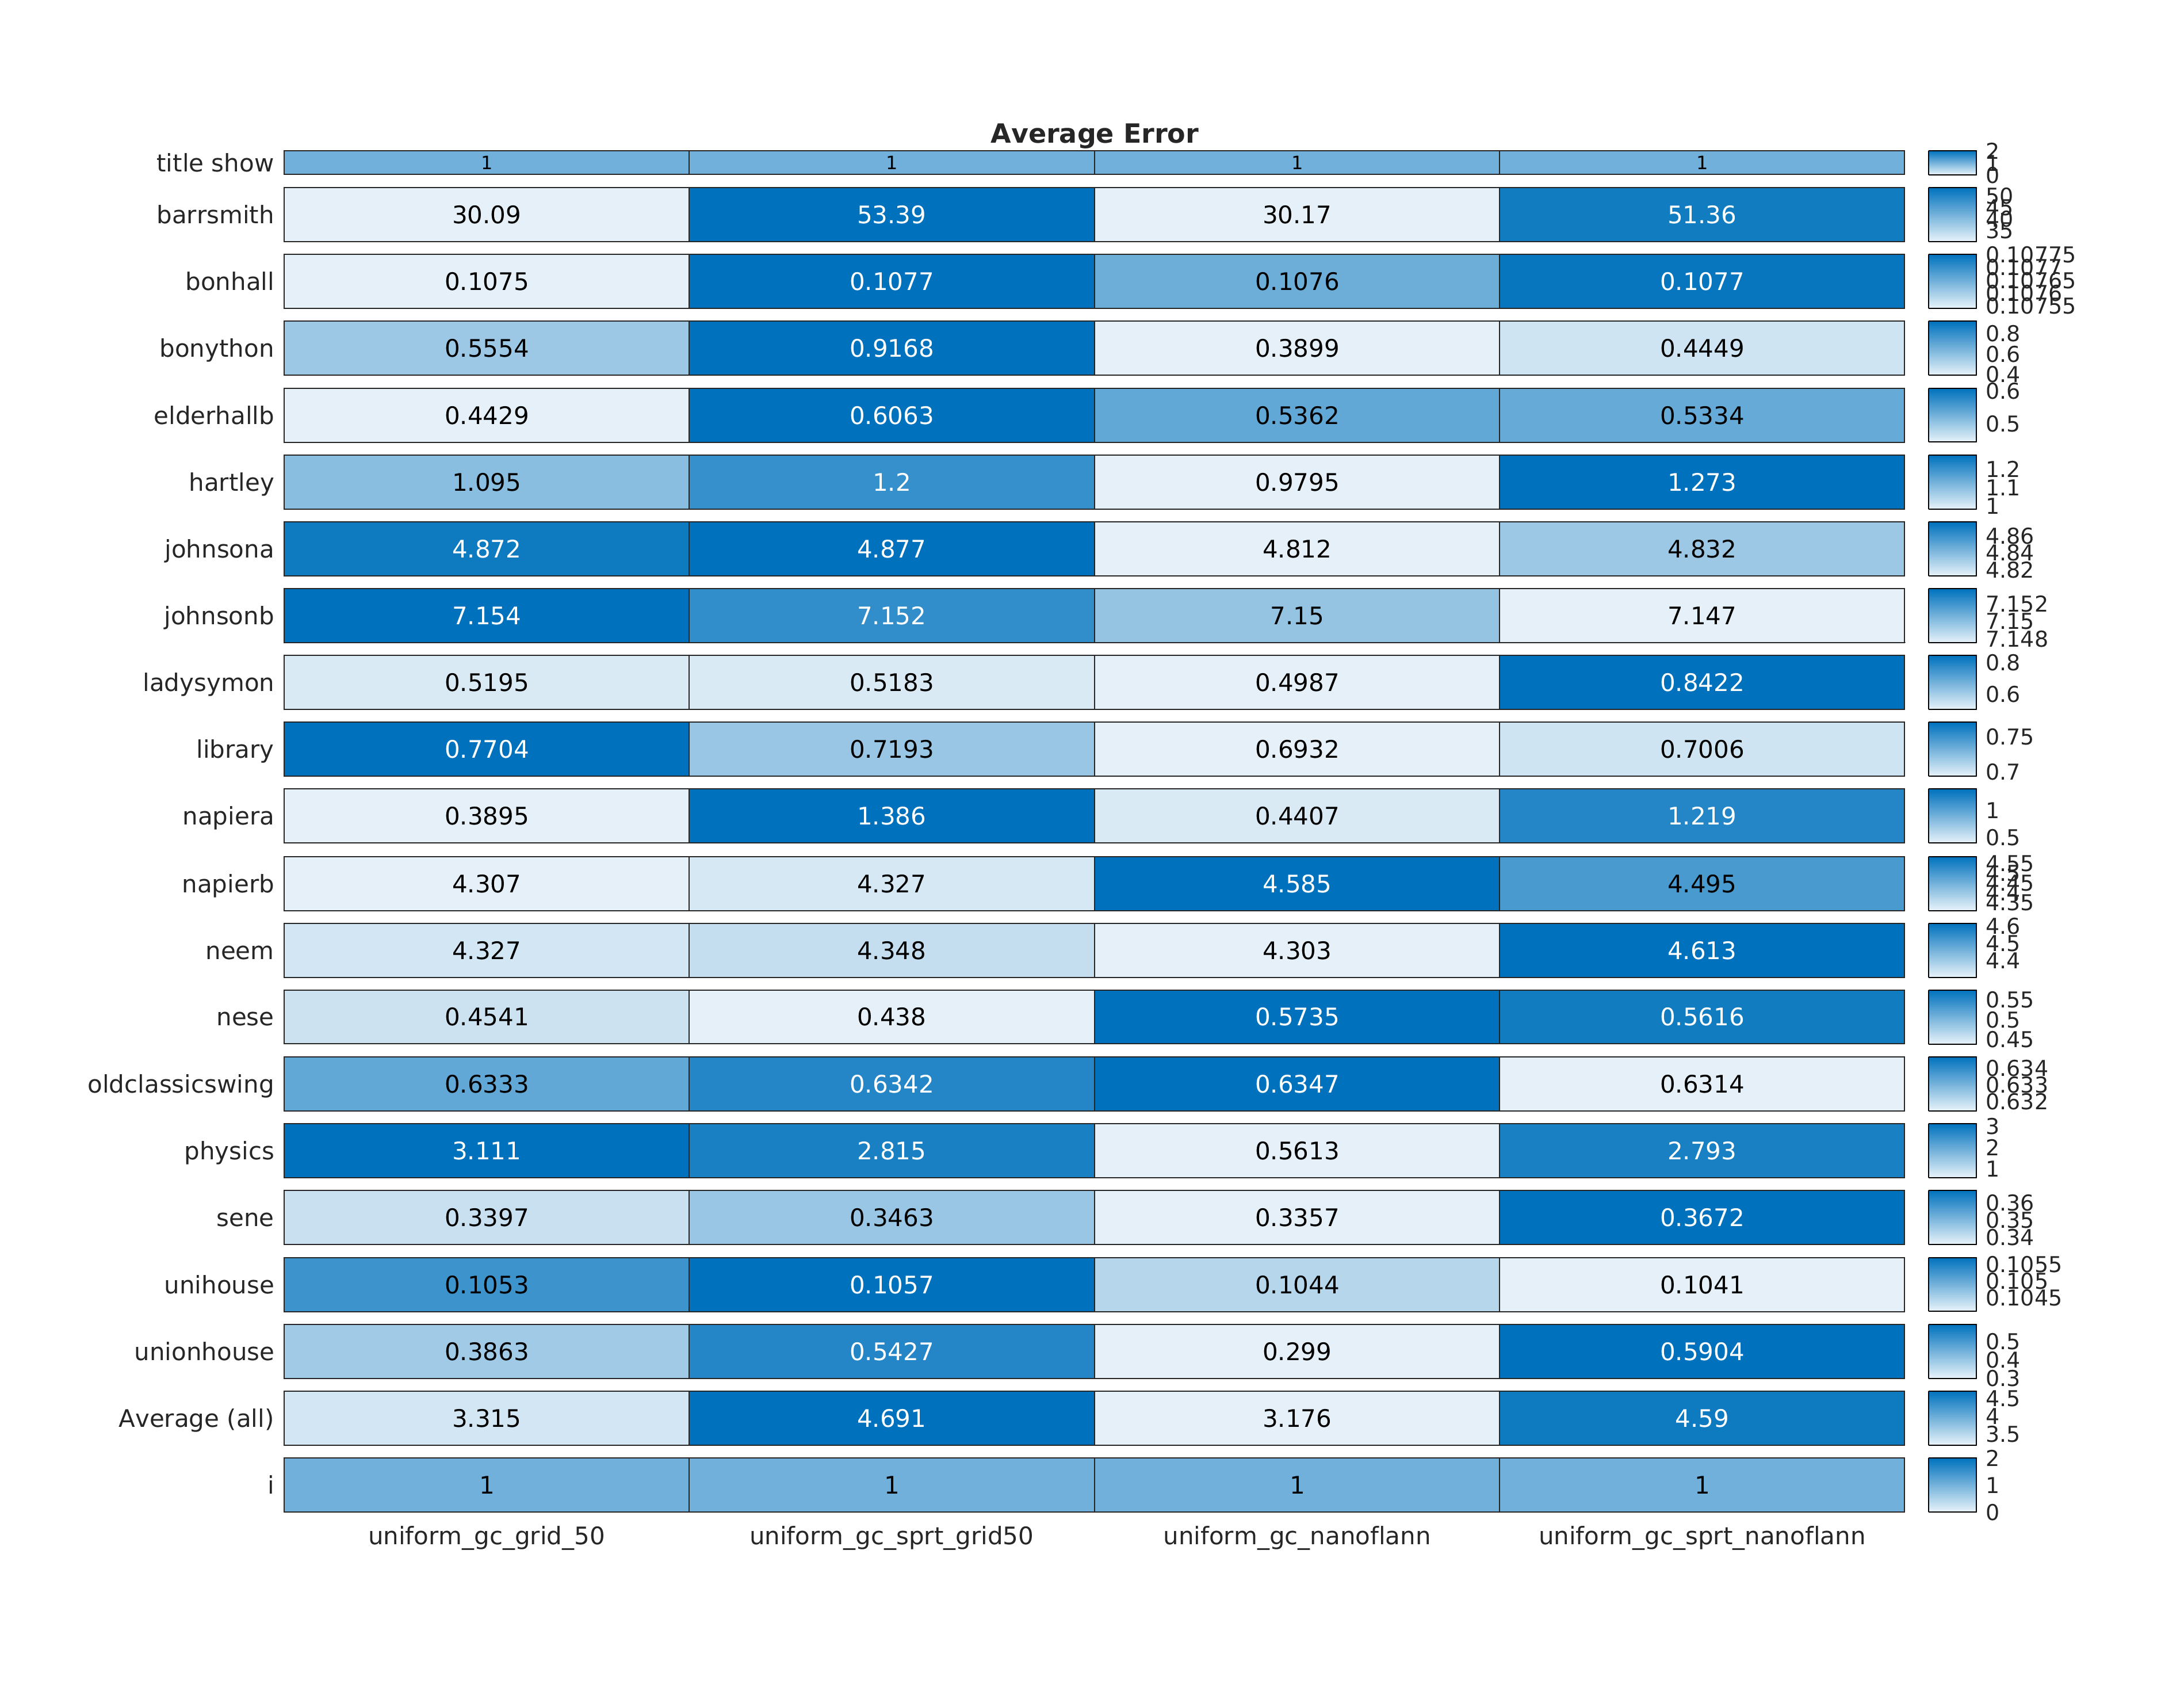 Average Error
title show 1 1 1 1 2 1 0
barrsmith 30.09 53.39 30.17 51.36 50 45 40 35
bonhall 0.1075 0.1077 0.1076 0.1077 0.10775 0.1077 0.10765 0.1076 0.10755
bonython 0.5554 0.9168 0.3899 0.4449 0.8 0.6 0.4
elderhallb 0.4429 0.6063 0.5362 0.5334 0.6 0.5
hartley 1.095 1.2 0.9795 1.273 1.2 1.1 1
johnsona 4.872 4.877 4.812 4.832 4.86 4.84 4.82
johnsonb 7.154 7.152 7.15 7.147 7.152 7.15 7.148
ladysymon 0.5195 0.5183 0.4987 0.8422 0.8 0.6
library 0.7704 0.7193 0.6932 0.7006 0.75 0.7
napiera 0.3895 1.386 0.4407 1.219 1 0.5
napierb 4.307 4.327 4.585 4.495 4.55 4.5 4.45 4.4 4.35
neem 4.327 4.348 4.303 4.613 4.6 4.5 4.4
nese 0.4541 0.438 0.5735 0.5616 0.55 0.5 0.45
oldclassicswing 0.6333 0.6342 0.6347 0.6314 0.634 0.633 0.632
physics 3.111 2.815 0.5613 2.793 3 2 1
sene 0.3397 0.3463 0.3357 0.3672 0.36 0.35 0.34
unihouse 0.1053 0.1057 0.1044 0.1041 0.1055 0.105 0.1045
unionhouse 0.3863 0.5427 0.299 0.5904 0.5 0.4 0.3
Average (all) 3.315 4.691 3.176 4.59 4.5 4 3.5
i 1 1 1 1 2 1 0
uniform_gc_grid_50 uniform_gc_sprt_grid50 uniform_gc_nanoflann uniform_gc_sprt_nanoflann